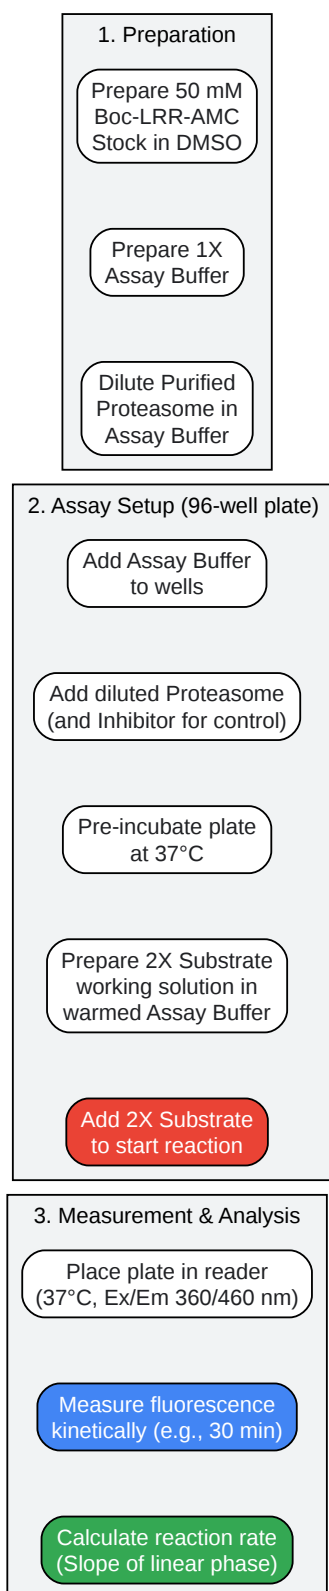 1. Preparation
Prepare 50 mM
Boc-LRR-AMC
Stock in DMSO
Prepare 1X
Assay Buffer
Dilute Purified
Proteasome in
Assay Buffer
2. Assay Setup (96-well plate)
Add Assay Buffer
to wells
Add diluted Proteasome
(and Inhibitor for control)
Pre-incubate plate
at 37°C
Prepare 2X Substrate
working solution in
warmed Assay Buffer
Add 2X Substrate
to start reaction
3. Measurement & Analysis
Place plate in reader
(37°C, Ex/Em 360/460 nm)
Measure fluorescence
kinetically (e.g., 30 min)
Calculate reaction rate
(Slope of linear phase)